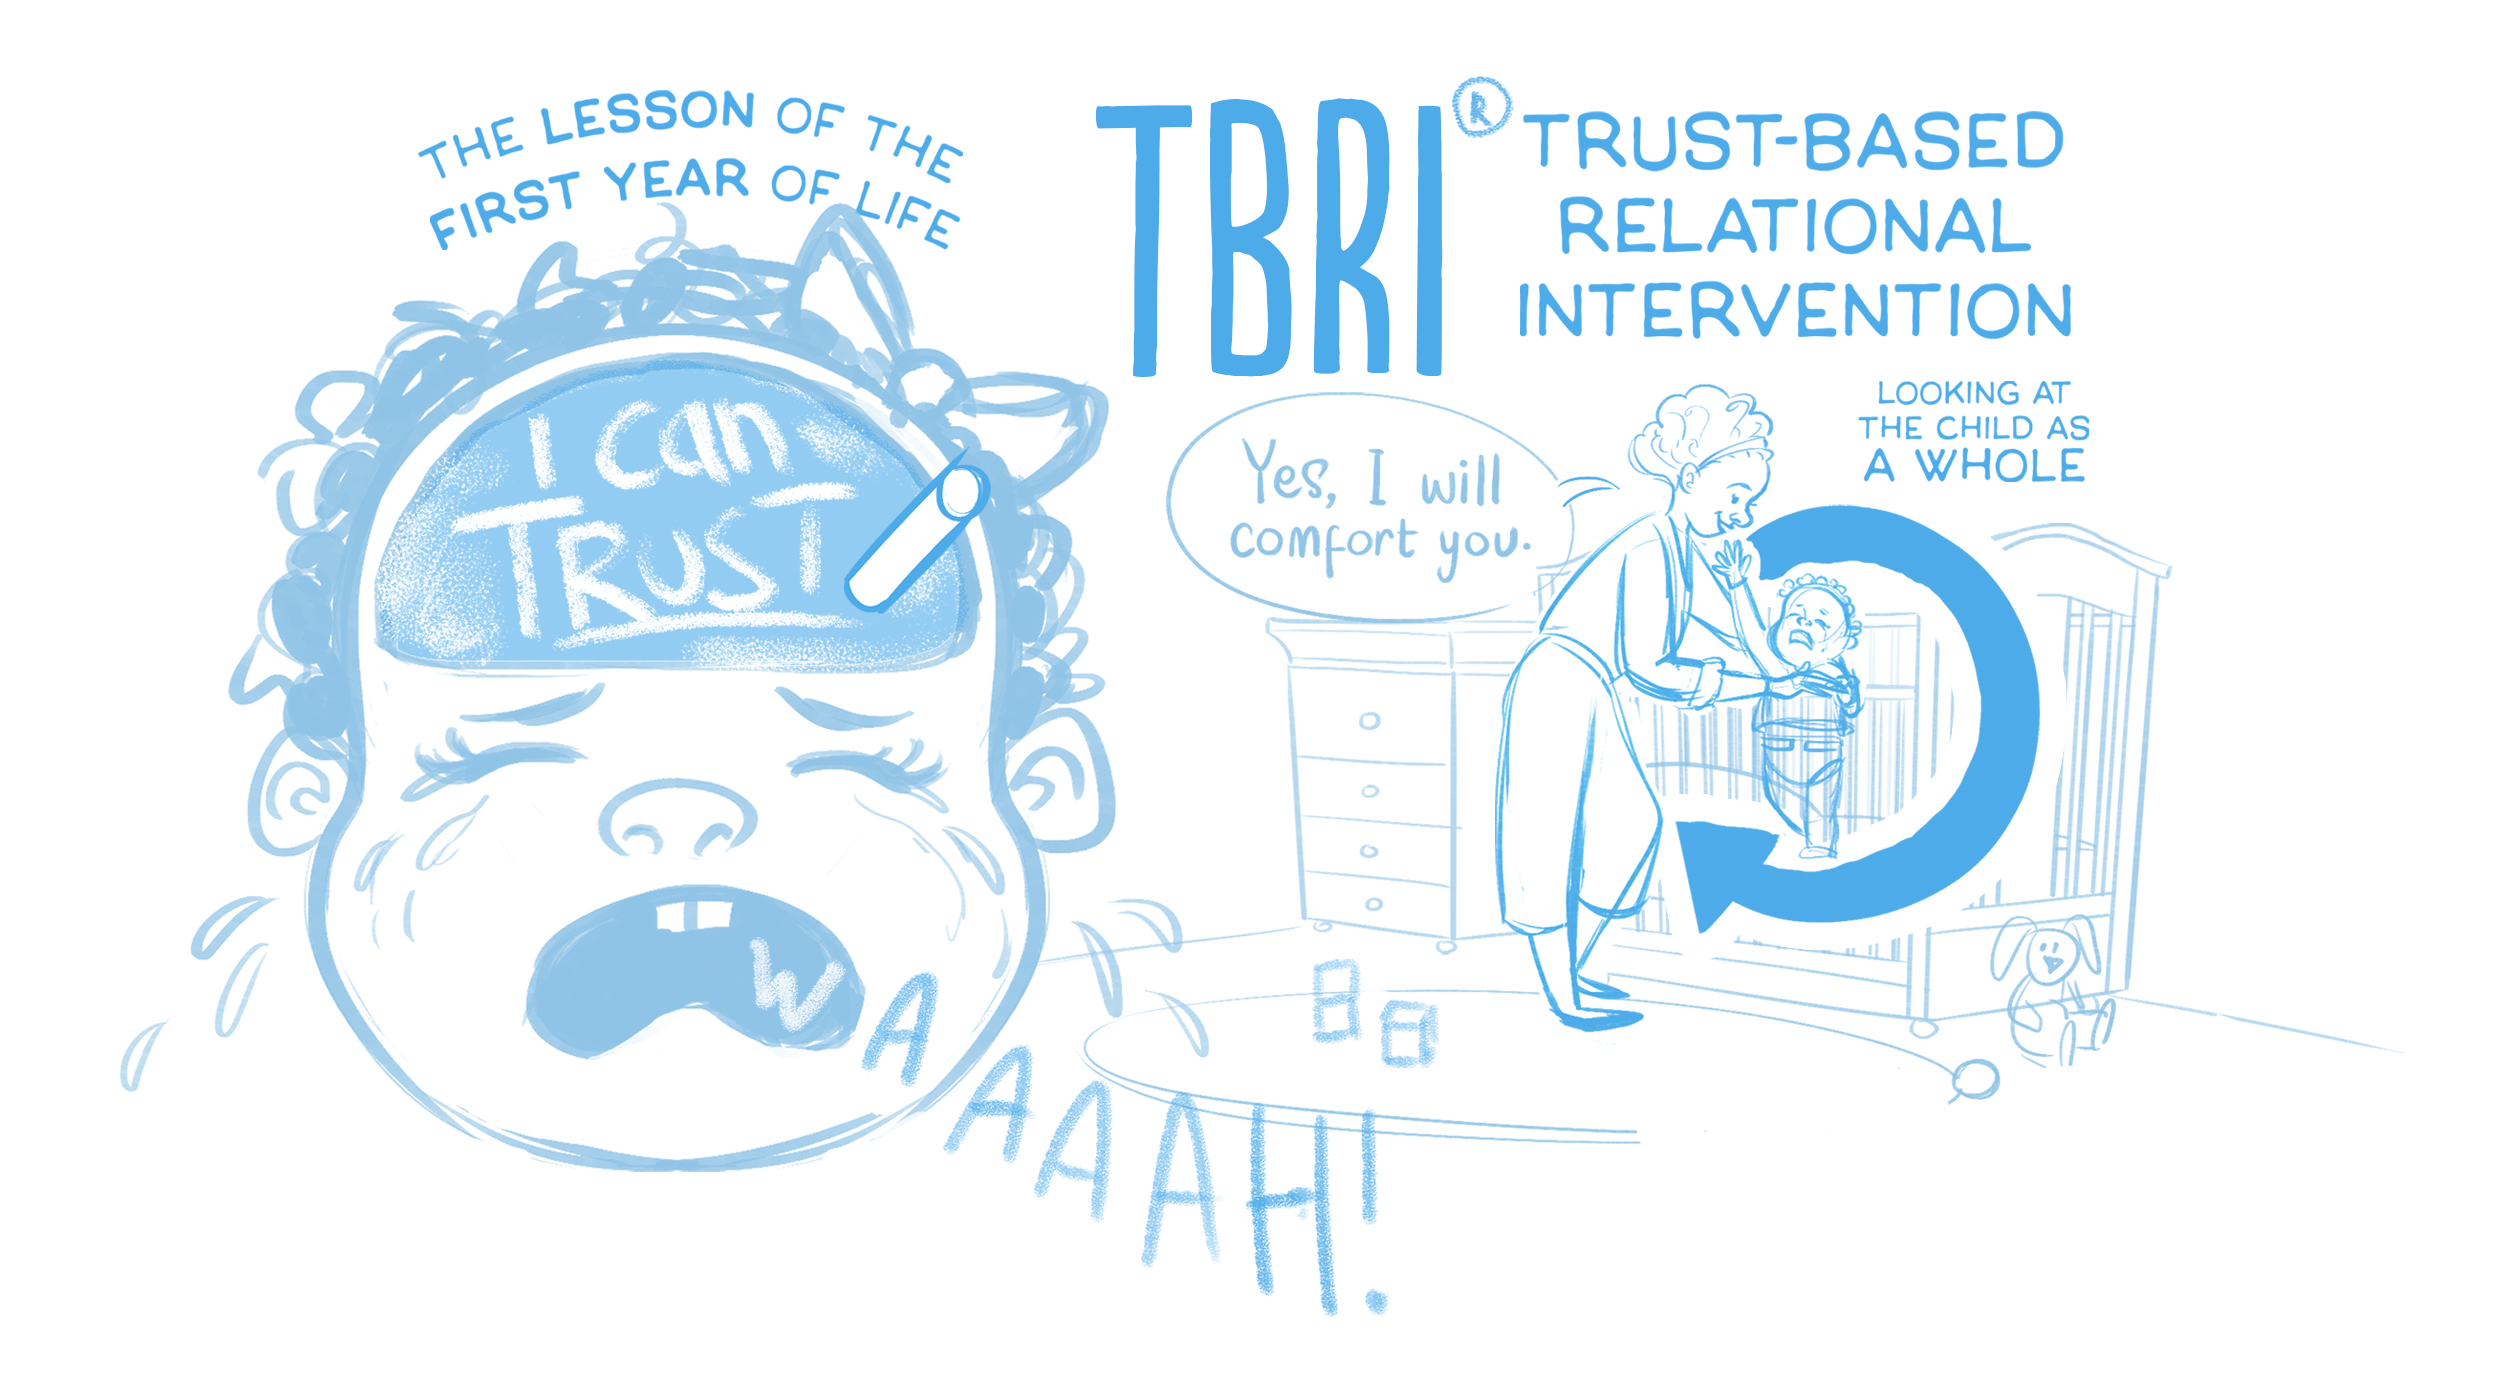 THE LESSON OF THE
FIRST YEAR OF LIFE
I can
TRUST
WAAAAAH!
TBRI®
TRUST-BASED
RELATIONAL
INTERVENTION
LOOKING AT
THE CHILD AS
A WHOLE
Yes, I will
comfort you.